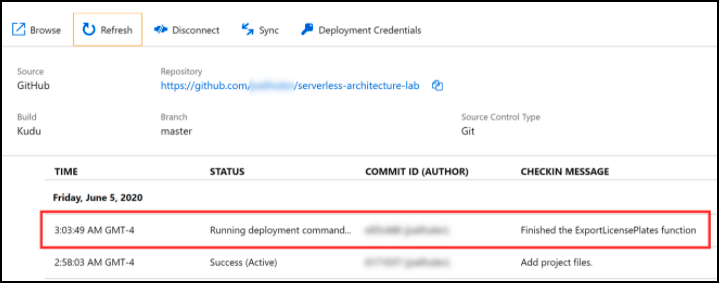 Browse Refresh Disconnect Sync Deployment Credentials
Source Repository
GitHub https://github.com/ /serverless-architecture-lab
Build Branch Source Control Type
Kudu master Git
TIME STATUS COMMIT ID (AUTHOR) CHECKIN MESSAGE
Friday, June 5, 2020
3:03:49 AM GMT-4 Running deployment command... Finished the ExportLicensePlates function
2:58:03 AM GMT-4 Success (Active) Add project files.